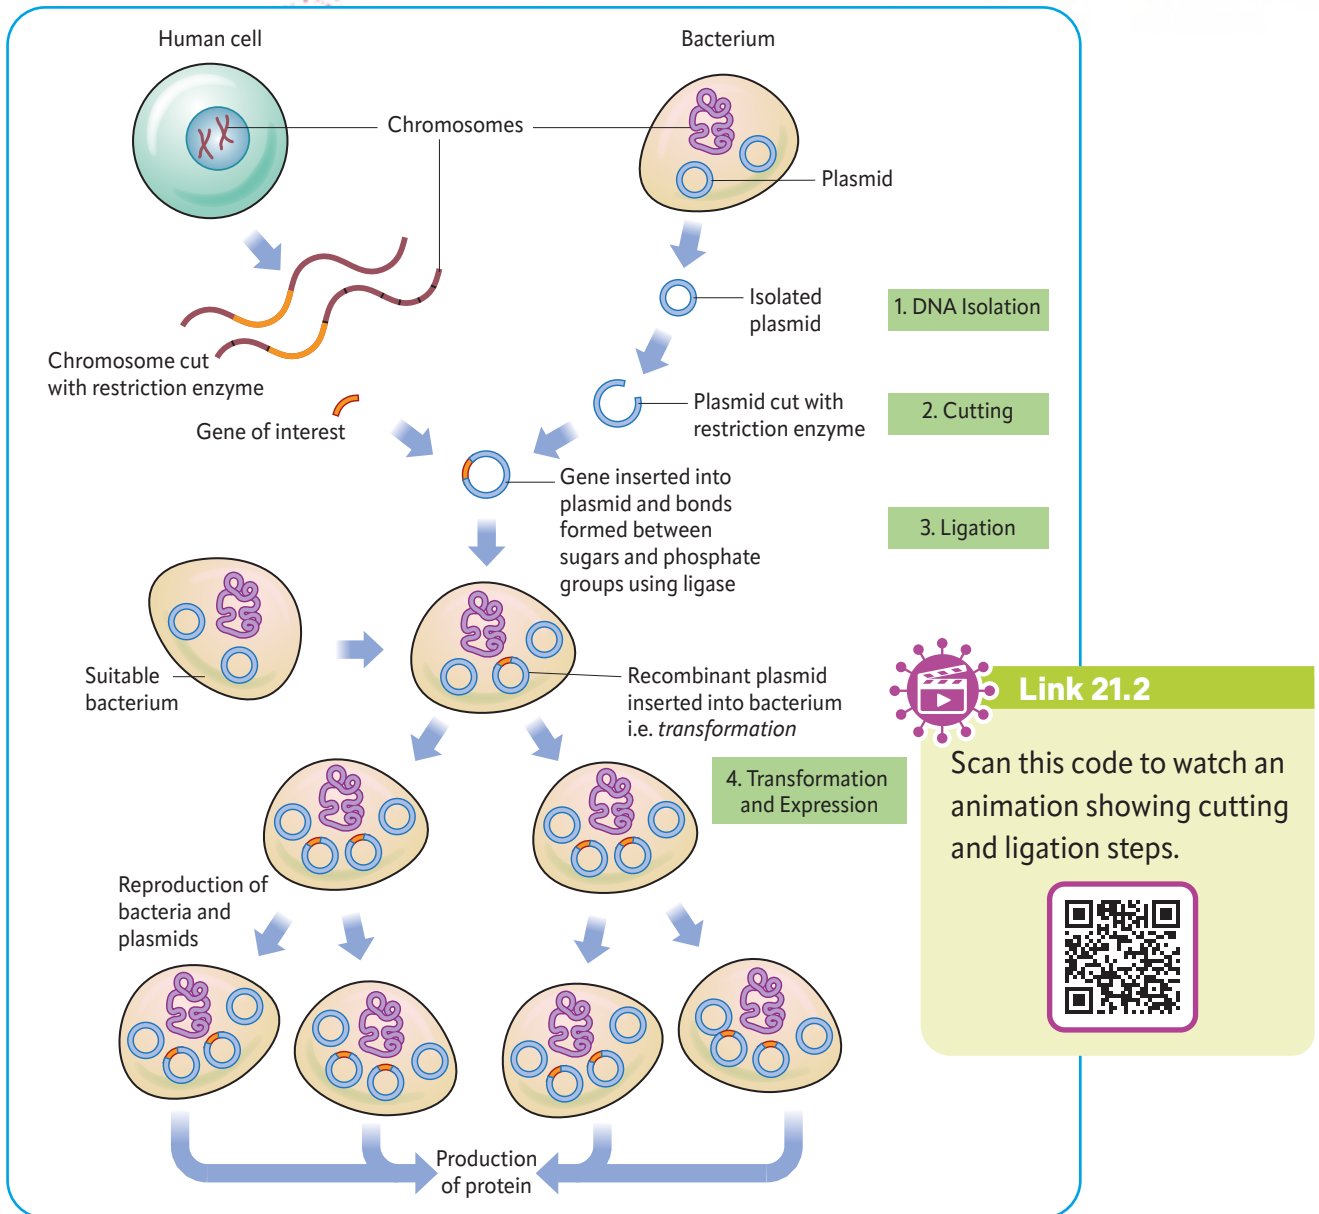 Human cell
Bacterium
Chromosomes
Plasmid
Isolated
plasmid
1. DNA Isolation
Chromosome cut
with restriction enzyme
Gene of interest
Plasmid cut with
restriction enzyme
2. Cutting
Gene inserted into
plasmid and bonds
formed between
sugars and phosphate
groups using ligase
3. Ligation
Suitable
bacterium
Recombinant plasmid
inserted into bacterium
i.e. transformation
4. Transformation
and Expression
Reproduction of
bacteria and
plasmids
Production
of protein
Link 21.2
Scan this code to watch an
animation showing cutting
and ligation steps.